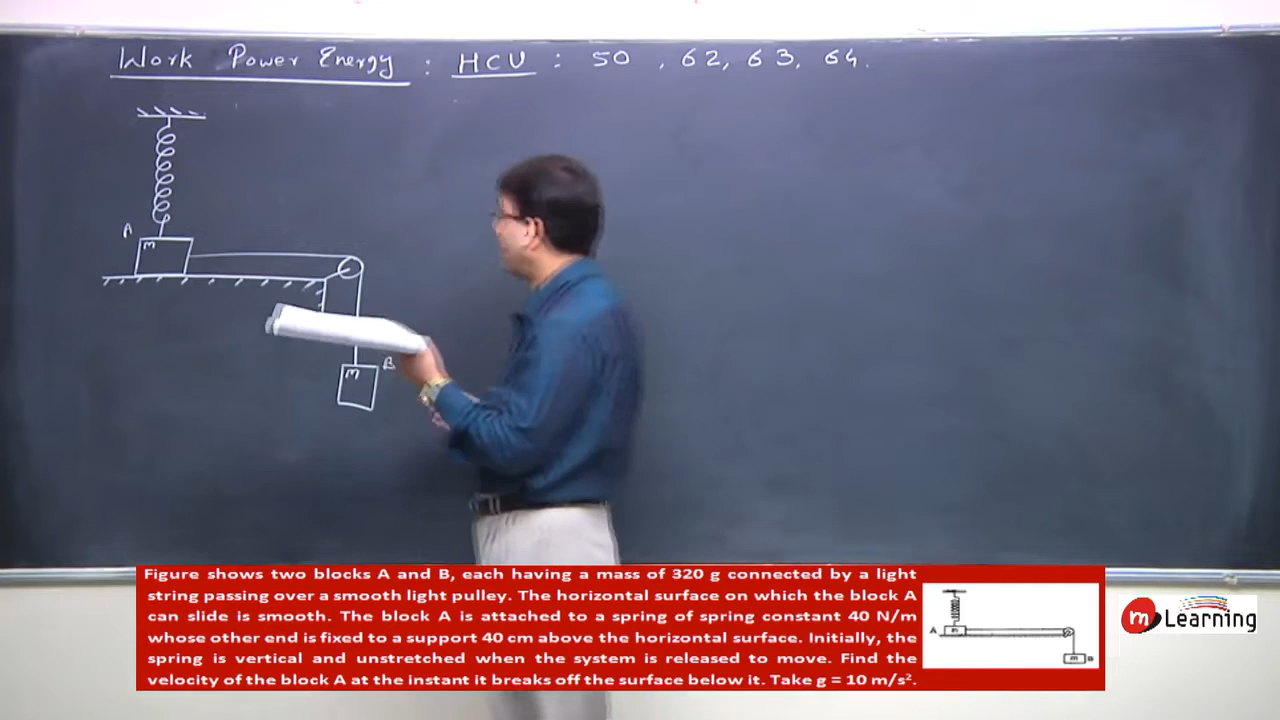 Work Power Energy : HCU : 50 , 62, 63, 64.
A
m
B
m
Figure shows two blocks A and B, each having a mass of 320 g connected by a light
string passing over a smooth light pulley. The horizontal surface on which the block A
can slide is smooth. The block A is attached to a spring of spring constant 40 N/m
whose other end is fixed to a support 40 cm above the horizontal surface. Initially, the
spring is vertical and unstretched when the system is released to move. Find the
velocity of the block A at the instant it breaks off the surface below it. Take g = 10 m/s².
A
m
m
B
m Learning